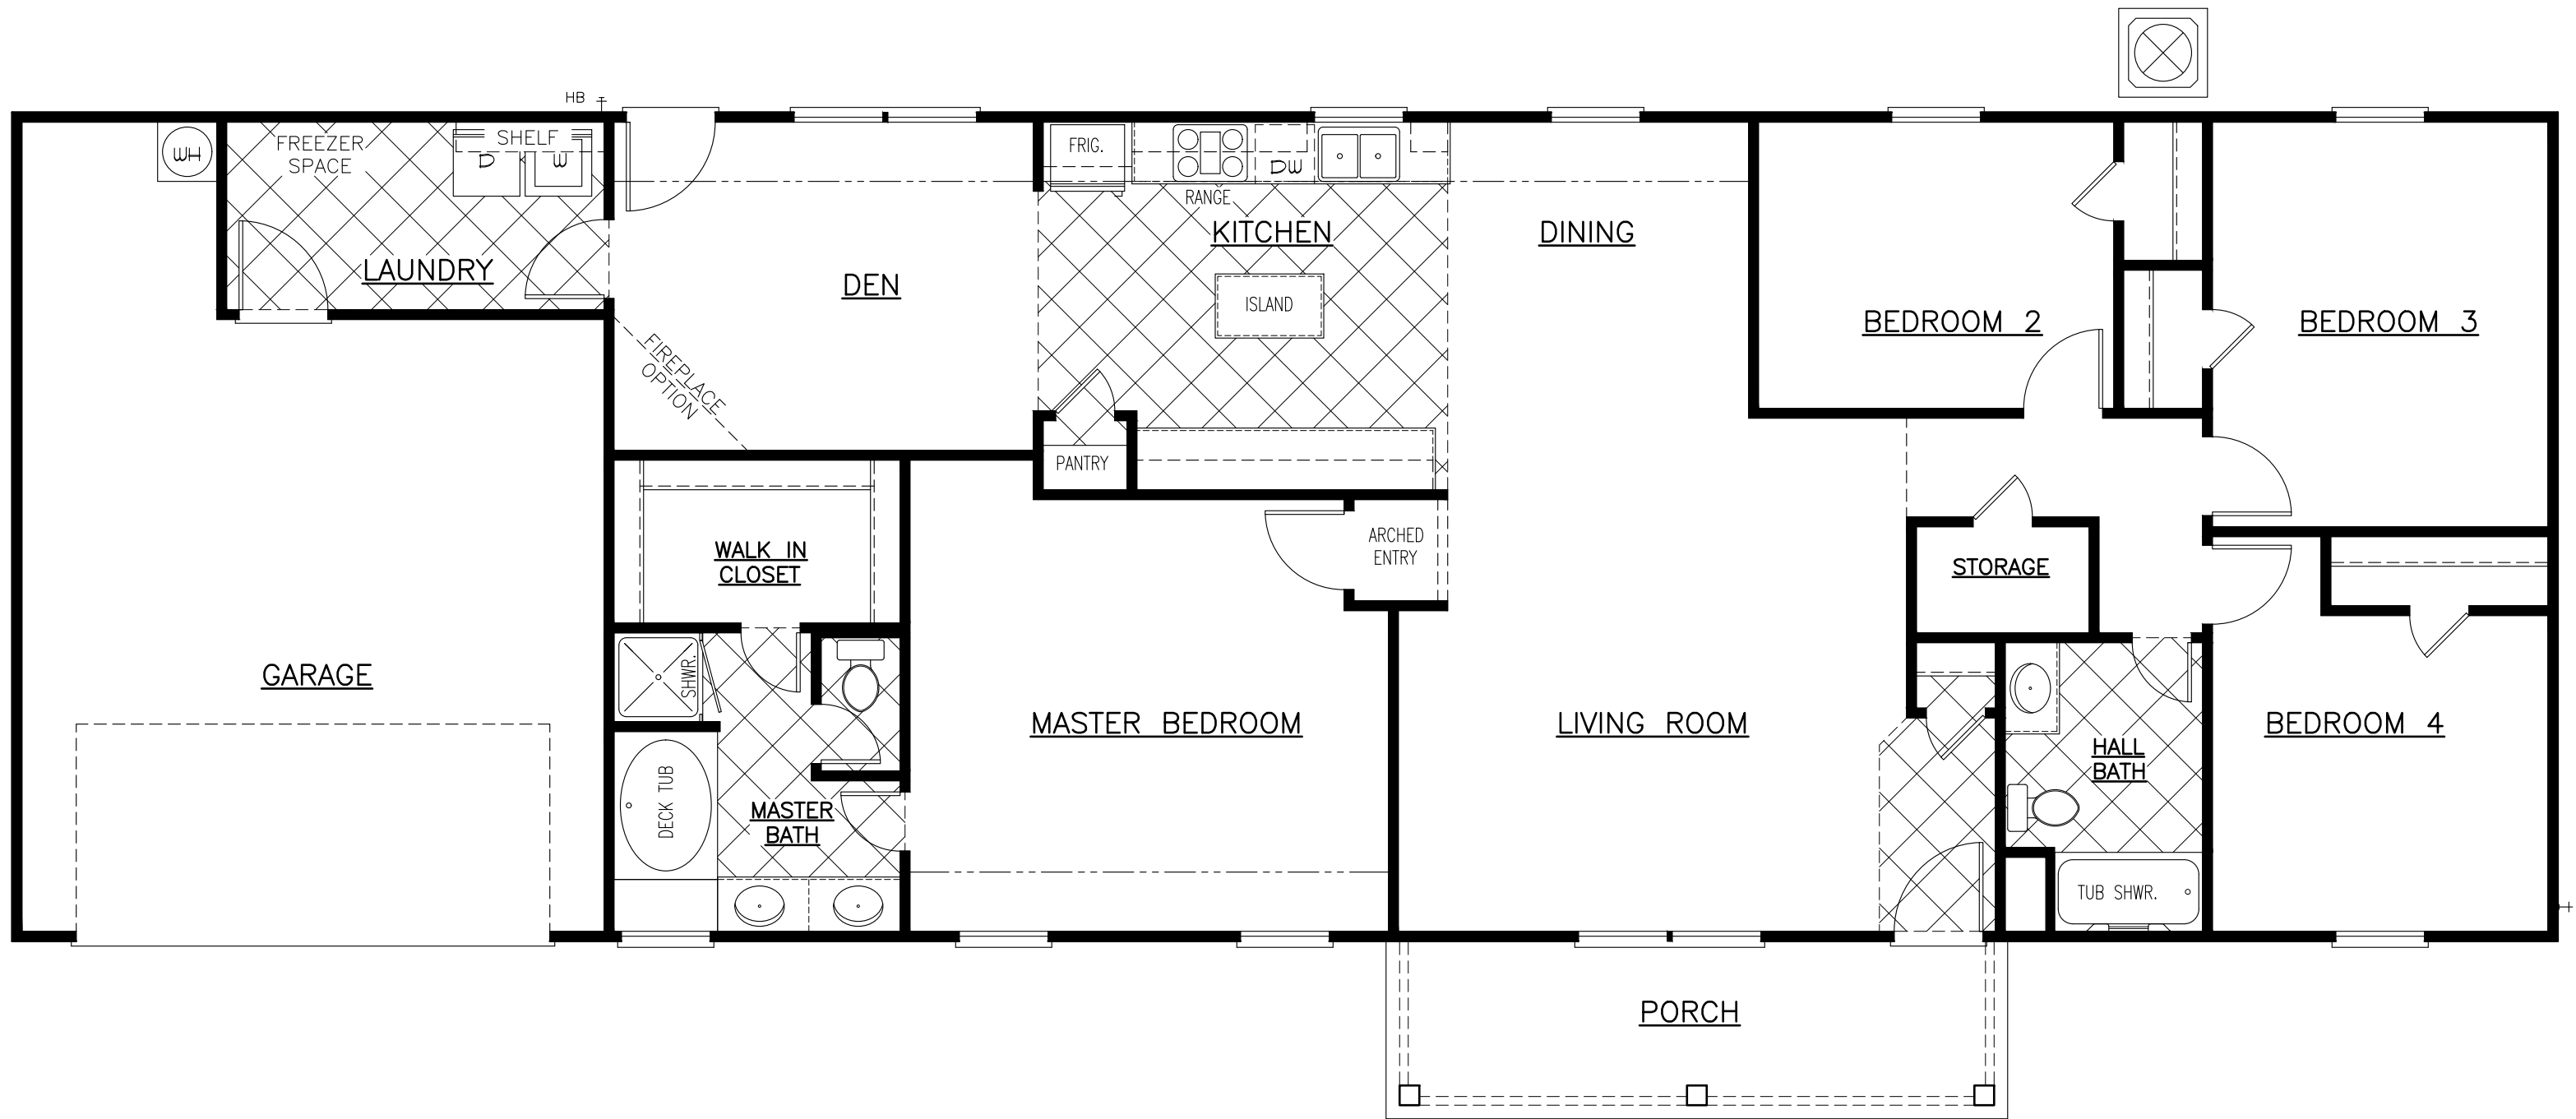 HB
FREEZER
SPACE
SHELF
WH
D
W
FRIG.
DW
RANGE
LAUNDRY
DEN
KITCHEN
DINING
ISLAND
BEDROOM 2
BEDROOM 3
FIREPLACE
OPTION
PANTRY
WALK IN
CLOSET
ARCHED
ENTRY
STORAGE
GARAGE
SHWR.
MASTER BEDROOM
LIVING ROOM
BEDROOM 4
HALL
BATH
DECK TUB
MASTER
BATH
TUB SHWR.
PORCH